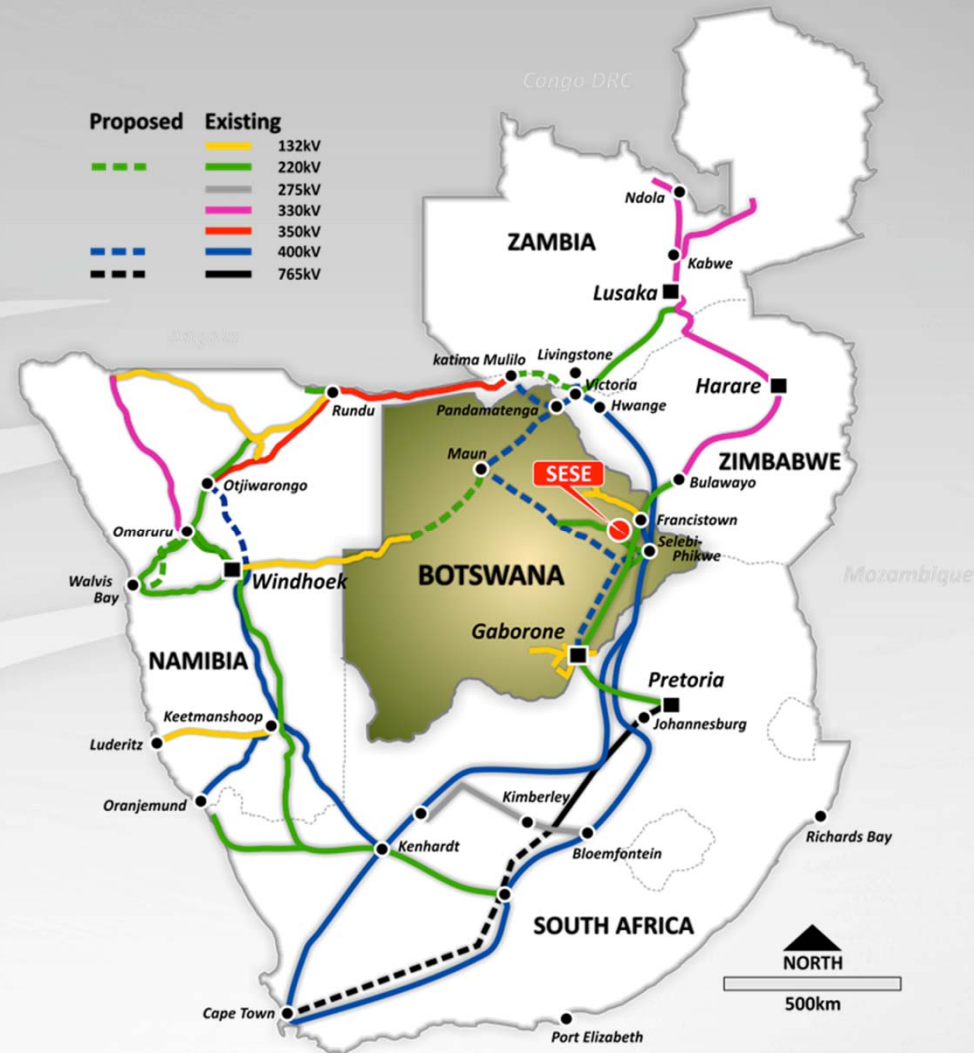 Congo DRC
Proposed Existing
132kV
220kV
275kV
330kV
350kV
400kV
765kV
Ndola
ZAMBIA
Kabwe
Lusaka
Angola
katima Mulilo
Livingstone
Victoria
Harare
Rundu
Pandamatenga
Hwange
Maun
ZIMBABWE
SESE
Otjiwarongo
Bulawayo
Francistown
Omaruru
Selebi-
Phikwe
Walvis
Bay
Windhoek
BOTSWANA
Mozambique
Gaborone
NAMIBIA
Pretoria
Keetmanshoop
Johannesburg
Luderitz
Oranjemund
Kimberley
Kenhardt
Bloemfontein
Richards Bay
SOUTH AFRICA
NORTH
500km
Cape Town
Port Elizabeth